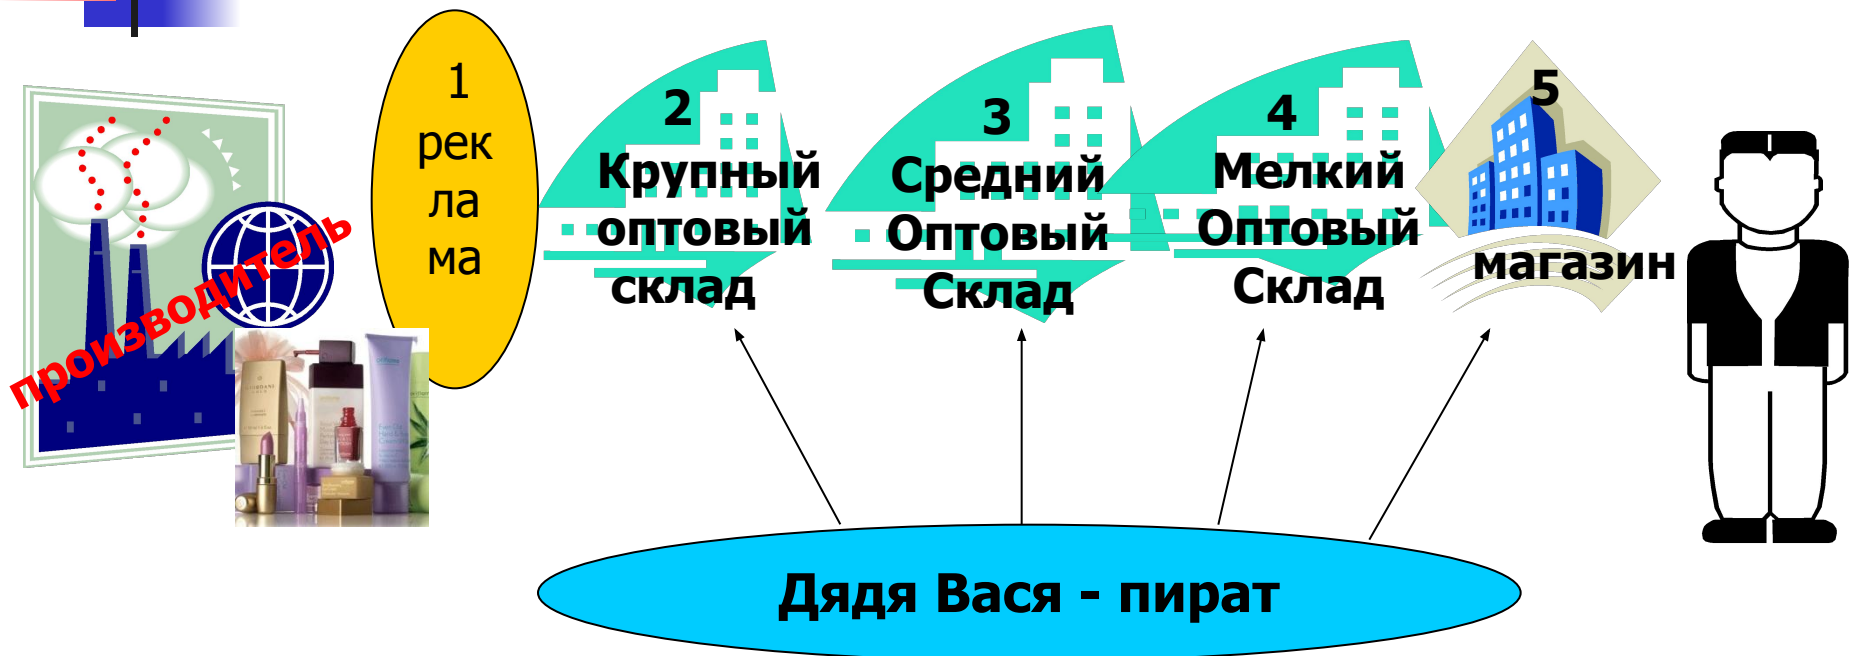 производитель
1
рек
ла
ма
2
Крупный
оптовый
склад
3
Средний
Оптовый
Склад
4
Мелкий
Оптовый
Склад
5
магазин
Дядя Вася - пират